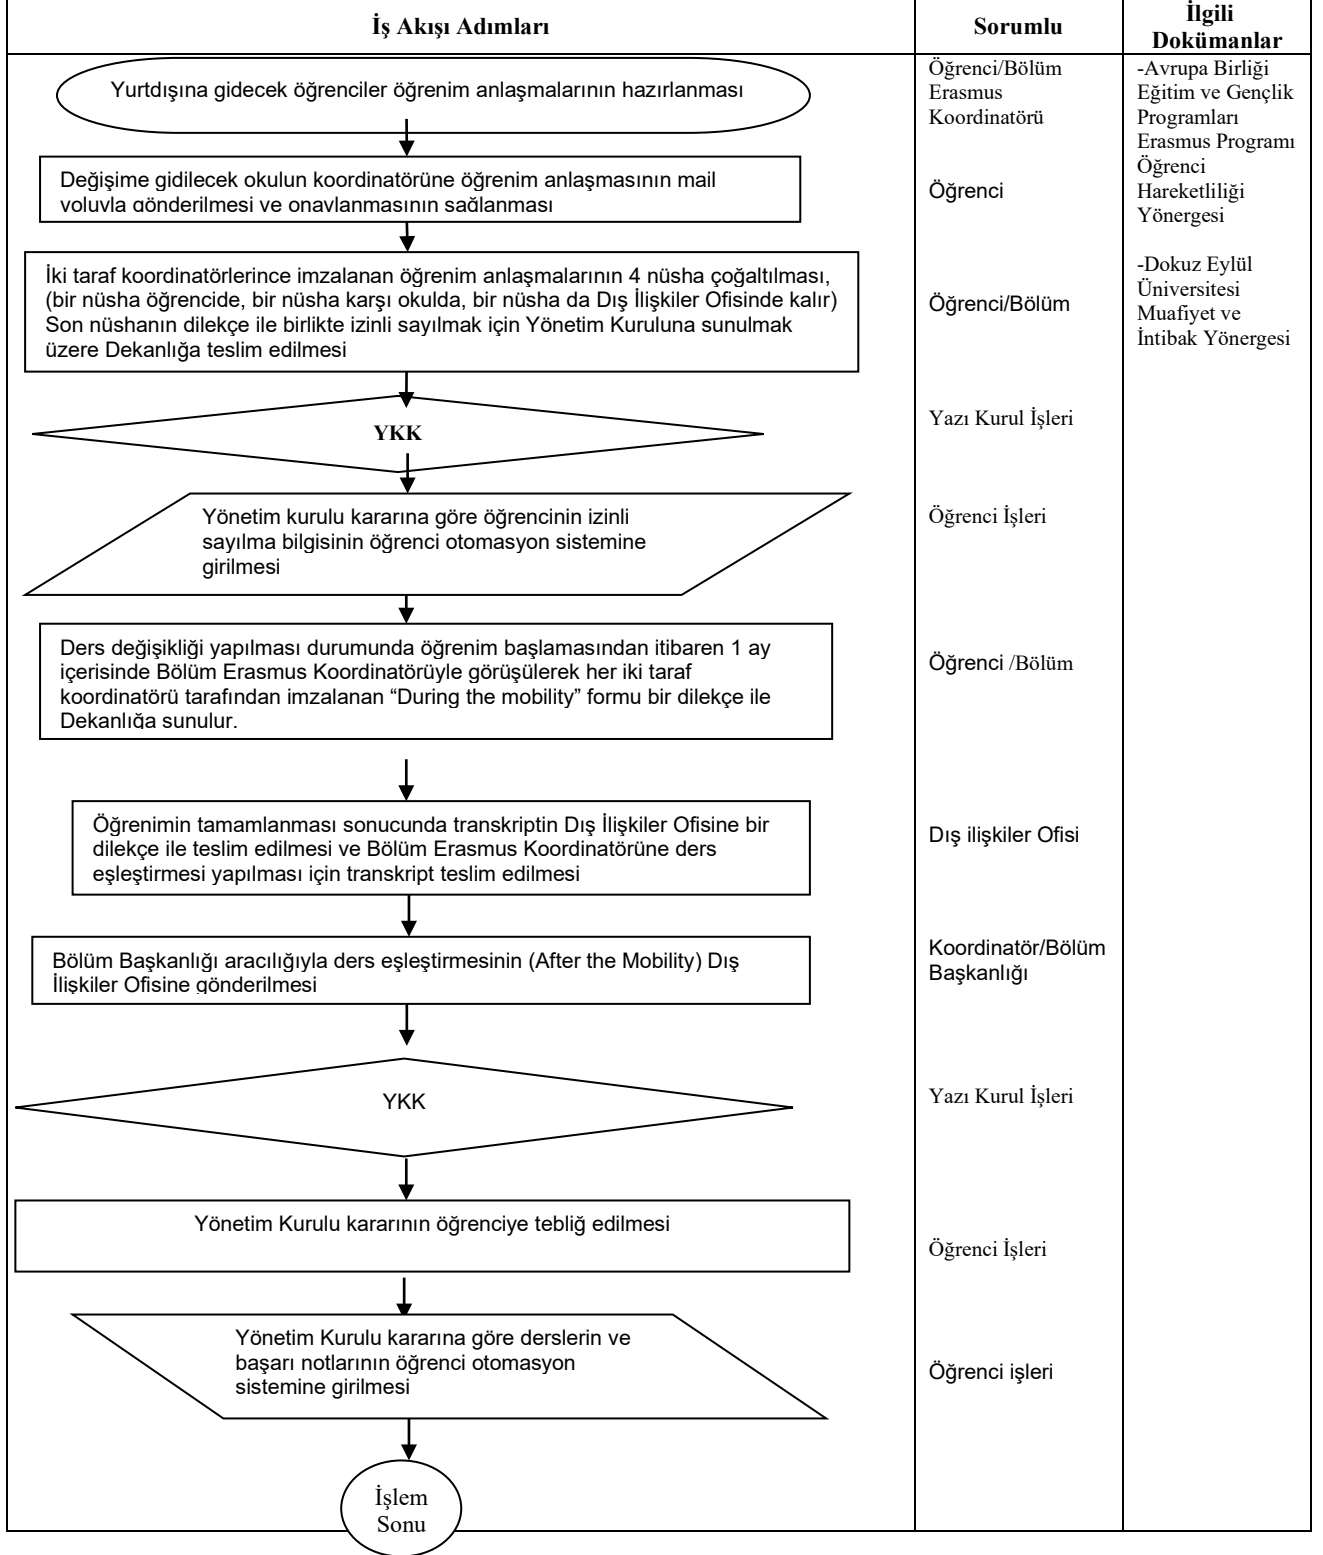 İş Akışı Adımları
Sorumlu
İlgili
Dokümanlar
Yurtdışına gidecek öğrenciler öğrenim anlaşmalarının hazırlanması
Öğrenci/Bölüm
Erasmus
Koordinatörü
-Avrupa Birliği
Eğitim ve Gençlik
Programları
Erasmus Programı
Öğrenci
Hareketliliği
Yönergesi
-Dokuz Eylül
Üniversitesi
Muafiyet ve
İntibak Yönergesi
Değişime gidilecek okulun koordinatörüne öğrenim anlaşmasının mail
yoluyla gönderilmesi ve onaylanmasının sağlanması
Öğrenci
İki taraf koordinatörlerince imzalanan öğrenim anlaşmalarının 4 nüsha çoğaltılması,
(bir nüsha öğrencide, bir nüsha karşı okulda, bir nüsha da Dış İlişkiler Ofisinde kalır)
Son nüshanın dilekçe ile birlikte izinli sayılmak için Yönetim Kuruluna sunulmak
üzere Dekanlığa teslim edilmesi
Öğrenci/Bölüm
YKK
Yazı Kurul İşleri
Yönetim kurulu kararına göre öğrencinin izinli
sayılma bilgisinin öğrenci otomasyon sistemine
girilmesi
Öğrenci İşleri
Ders değişikliği yapılması durumunda öğrenim başlamasından itibaren 1 ay
içerisinde Bölüm Erasmus Koordinatörüyle görüşülerek her iki taraf
koordinatörü tarafından imzalanan “During the mobility” formu bir dilekçe ile
Dekanlığa sunulur.
Öğrenci /Bölüm
Öğrenimin tamamlanması sonucunda transkriptin Dış İlişkiler Ofisine bir
dilekçe ile teslim edilmesi ve Bölüm Erasmus Koordinatörüne ders
eşleştirmesi yapılması için transkript teslim edilmesi
Dış ilişkiler Ofisi
Bölüm Başkanlığı aracılığıyla ders eşleştirmesinin (After the Mobility) Dış
İlişkiler Ofisine gönderilmesi
Koordinatör/Bölüm
Başkanlığı
YKK
Yazı Kurul İşleri
Yönetim Kurulu kararının öğrenciye tebliğ edilmesi
Öğrenci İşleri
Yönetim Kurulu kararına göre derslerin ve
başarı notlarının öğrenci otomasyon
sistemine girilmesi
Öğrenci işleri
İşlem
Sonu